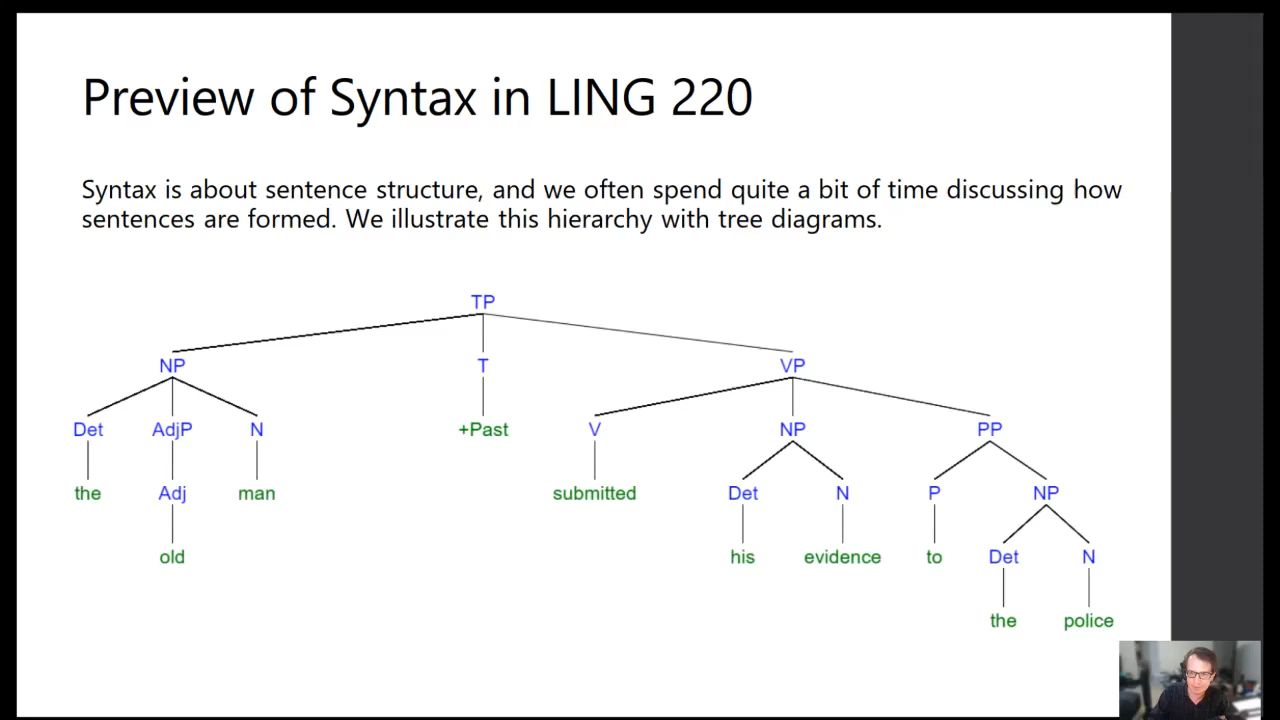 Preview of Syntax in LING 220
Syntax is about sentence structure, and we often spend quite a bit of time discussing how
sentences are formed. We illustrate this hierarchy with tree diagrams.
TP
NP T VP
Det AdjP N +Past V NP PP
the Adj man submitted Det N P NP
old his evidence to Det N
the police